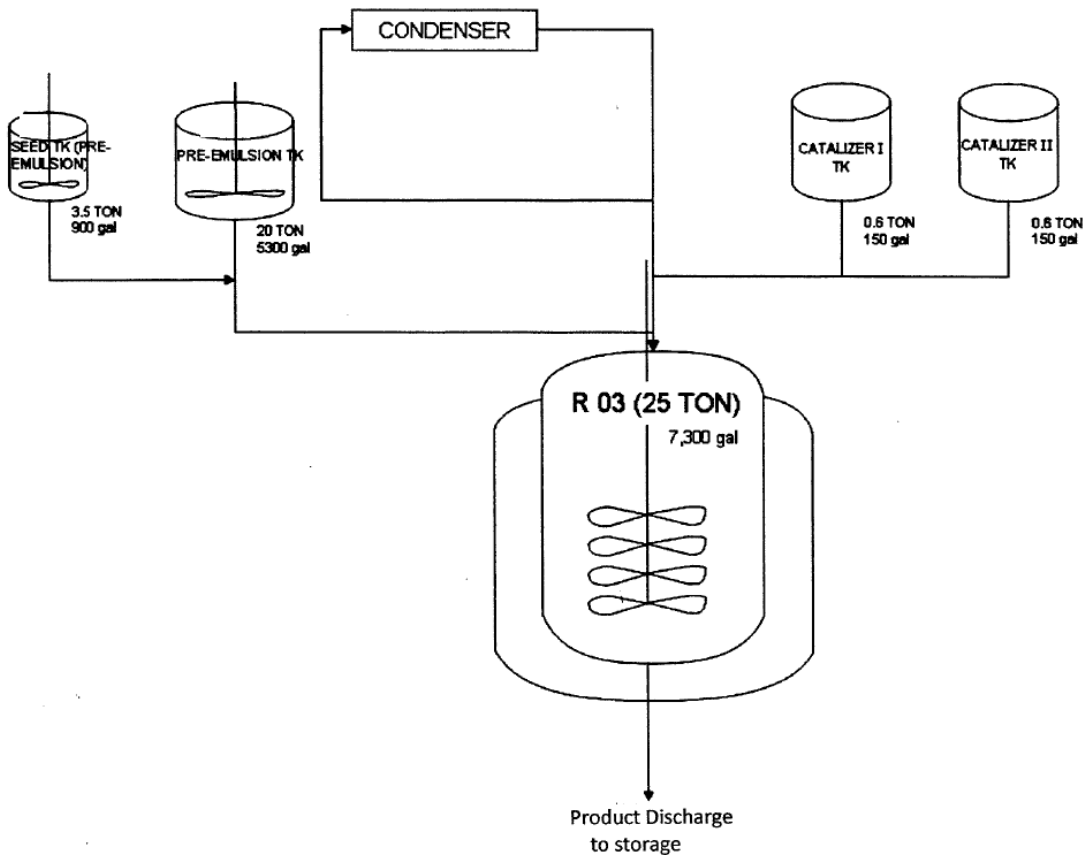 CONDENSER
SEED TK (PRE-
EMULSION)
3.5 TON
900 gal
PRE-EMULSION TK
20 TON
5300 gal
CATALIZER I
TK
0.6 TON
150 gal
CATALIZER II
TK
0.6 TON
150 gal
R 03 (25 TON)
7,300 gal
Product Discharge
to storage